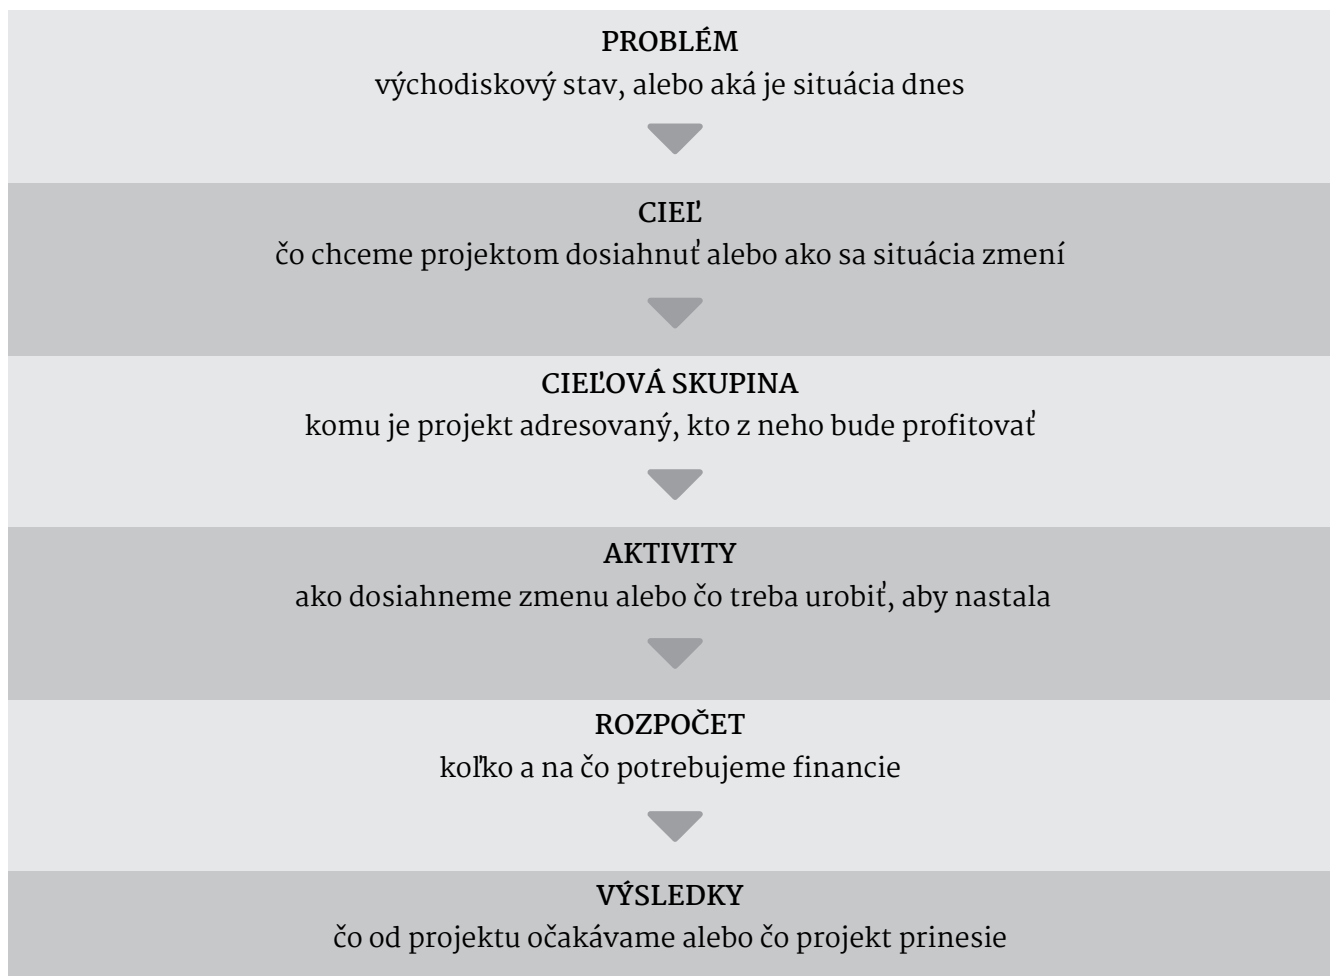 PROBLÉM
východiskový stav, alebo aká je situácia dnes
CIEĽ
čo chceme projektom dosiahnuť alebo ako sa situácia zmení
CIEĽOVÁ SKUPINA
komu je projekt adresovaný, kto z neho bude profitovať
AKTIVITY
ako dosiahneme zmenu alebo čo treba urobiť, aby nastala
ROZPOČET
koľko a na čo potrebujeme financie
VÝSLEDKY
čo od projektu očakávame alebo čo projekt prinesie